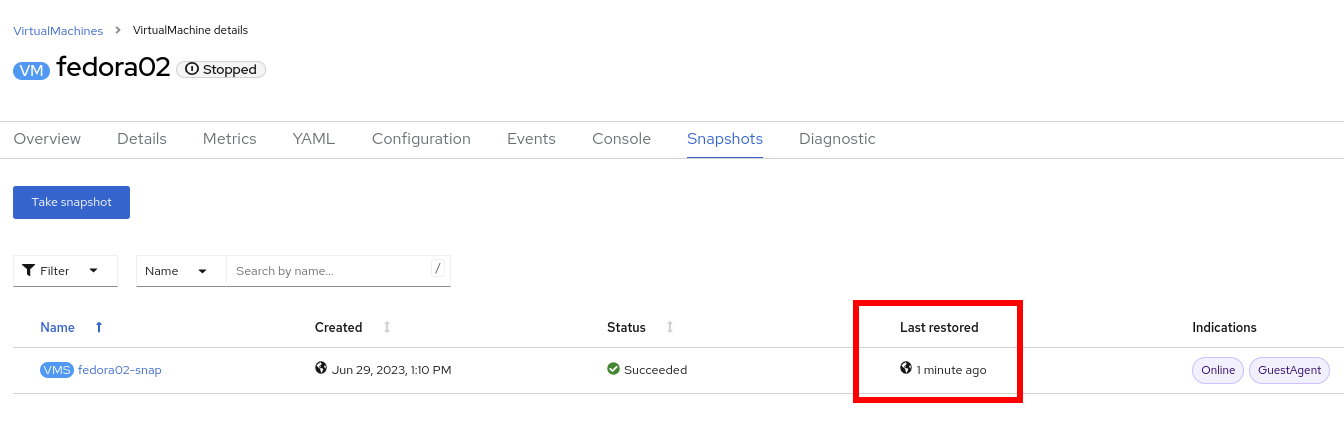 VirtualMachines > VirtualMachine details
VM fedora02 Stopped
Overview Details Metrics YAML Configuration Events Console Snapshots Diagnostic
Take snapshot
Filter Name Search by name... /
Name Created Status Last restored Indications
VMS fedora02-snap Jun 29, 2023, 1:10 PM Succeeded 1 minute ago Online GuestAgent